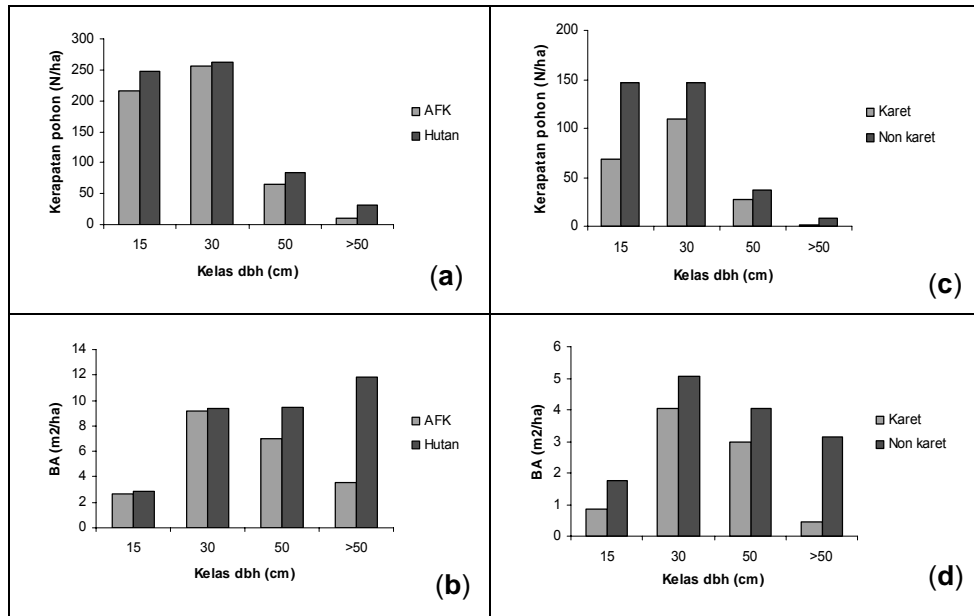 300
250
200
150
100
50
0
Kerapatan pohon (N/ha)
15 30 50 >50
Kelas dbh (cm)
AFK
Hutan
(a)
200
150
100
50
0
Kerapatan pohon (N/ha)
15 30 50 >50
Kelas dbh (cm)
Karet
Non karet
(c)
14
12
10
8
6
4
2
0
BA (m2/ha)
15 30 50 >50
Kelas dbh (cm)
AFK
Hutan
(b)
6
5
4
3
2
1
0
BA (m2/ha)
15 30 50 >50
Kelas dbh (cm)
Karet
Non karet
(d)